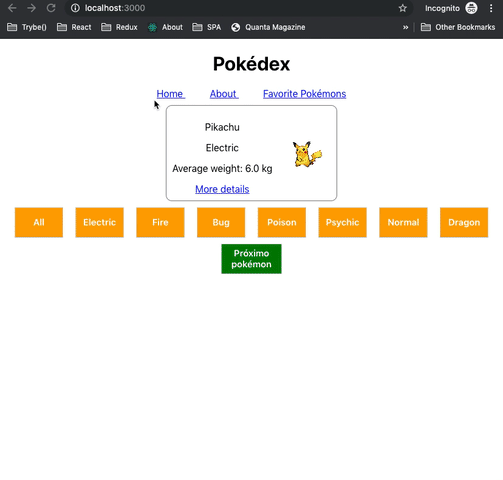 localhost:3000
Incognito
Trybe() React Redux About SPA Quanta Magazine » Other Bookmarks
Pokédex
Home About Favorite Pokémons
Pikachu
Electric
Average weight: 6.0 kg
More details
All Electric Fire Bug Poison Psychic Normal Dragon
Próximo
pokémon